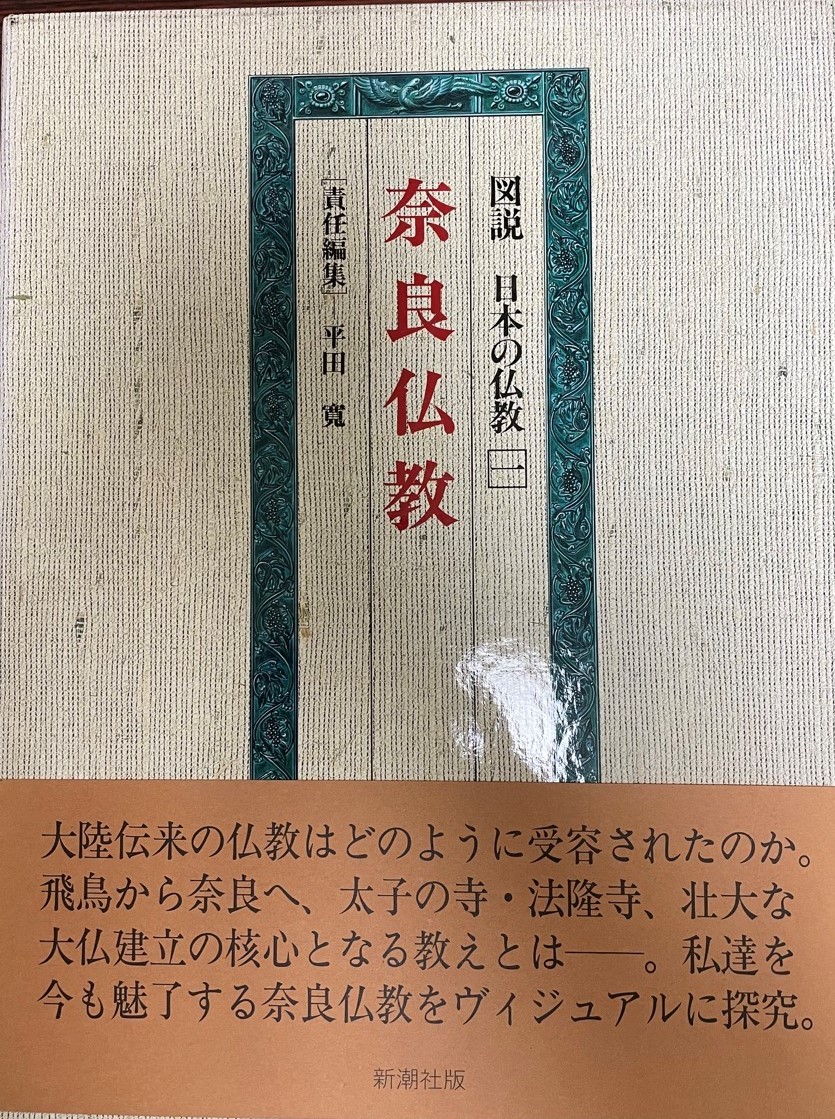 図説 日本の仏教 一
奈良仏教
[責任編集]―平田 寛
大陸伝来の仏教はどのように受容されたのか。
飛鳥から奈良へ、太子の寺・法隆寺、壮大な
大仏建立の核心となる教えとは――。私達を
今も魅了する奈良仏教をヴィジュアルに探究。
新潮社版